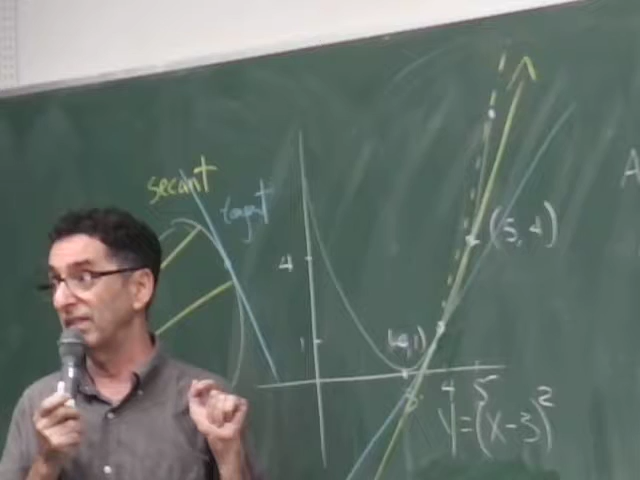 secant
tangent
(5,4)
4
(4,1)
1
4 5
y=(x-3)²
A